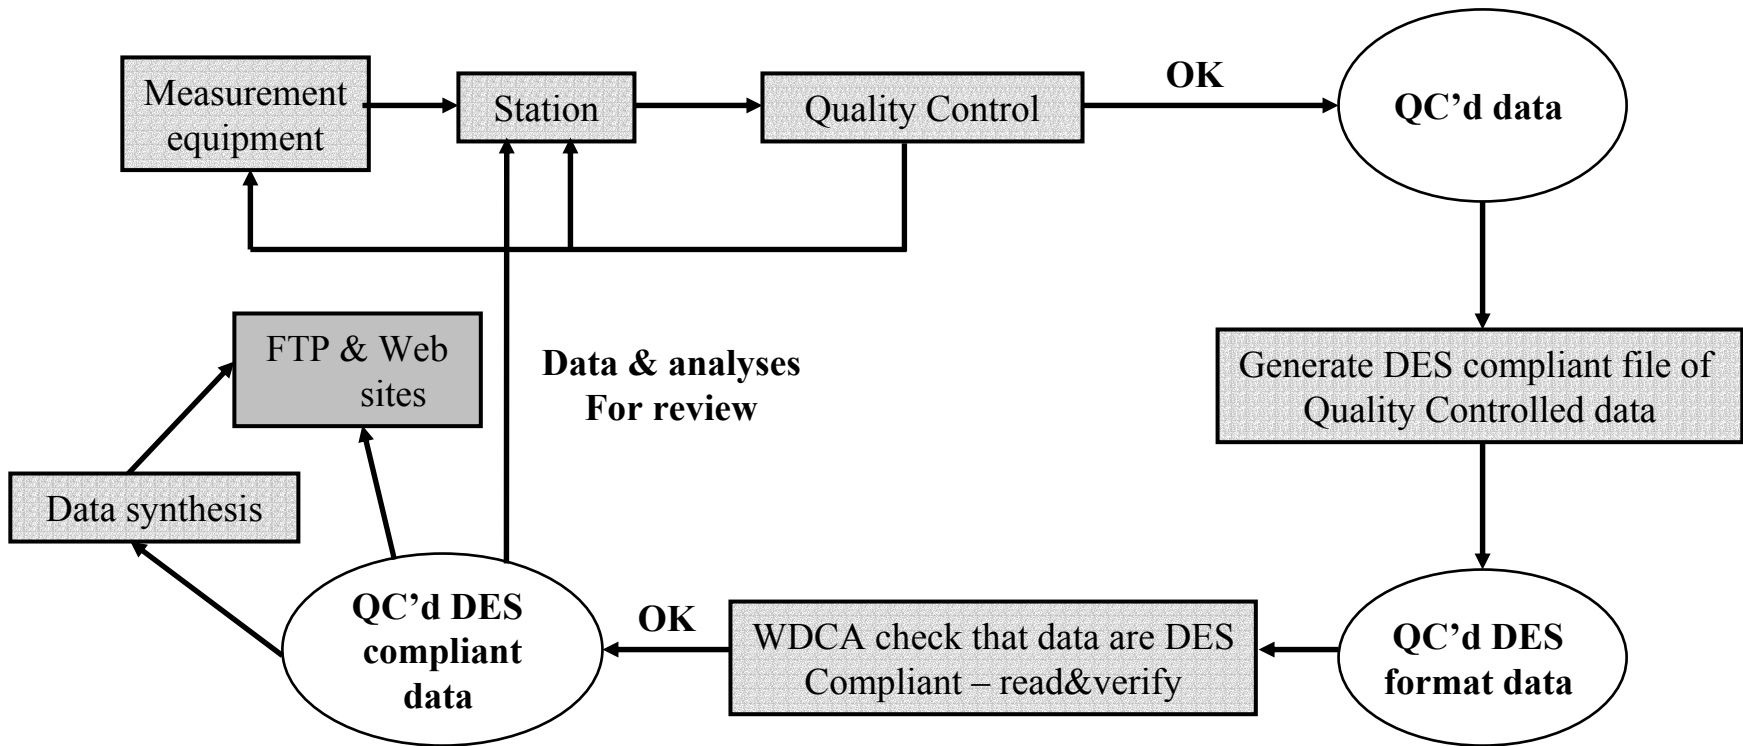 Measurement
equipment
Station
Quality Control
OK
QC’d data
FTP & Web
sites
Data & analyses
For review
Generate DES compliant file of
Quality Controlled data
Data synthesis
QC’d DES
compliant
data
OK
WDCA check that data are DES
Compliant – read&verify
QC’d DES
format data